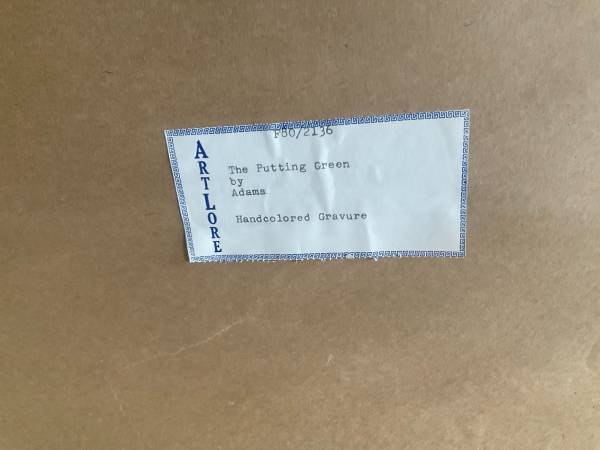 F80/2136
ARTLORE
The Putting Green
by
Adams
Handcolored Gravure